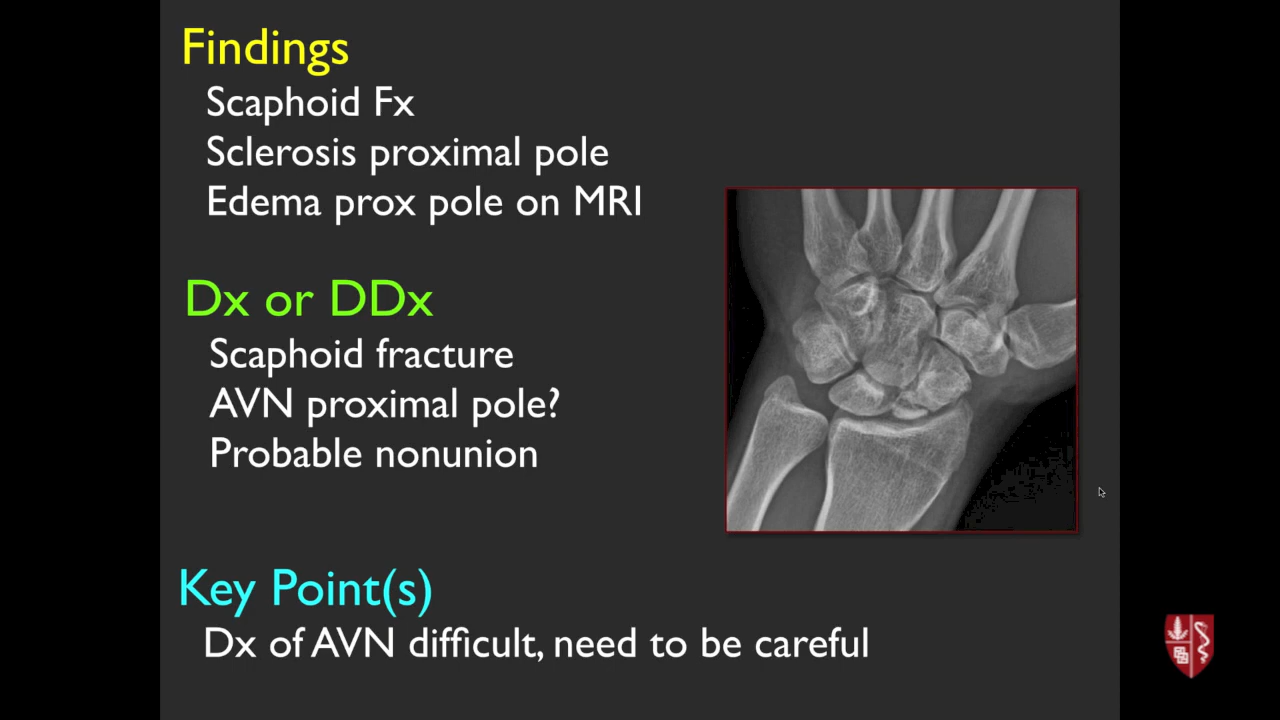 Findings
Scaphoid Fx
Sclerosis proximal pole
Edema prox pole on MRI
Dx or DDx
Scaphoid fracture
AVN proximal pole?
Probable nonunion
Key Point(s)
Dx of AVN difficult, need to be careful